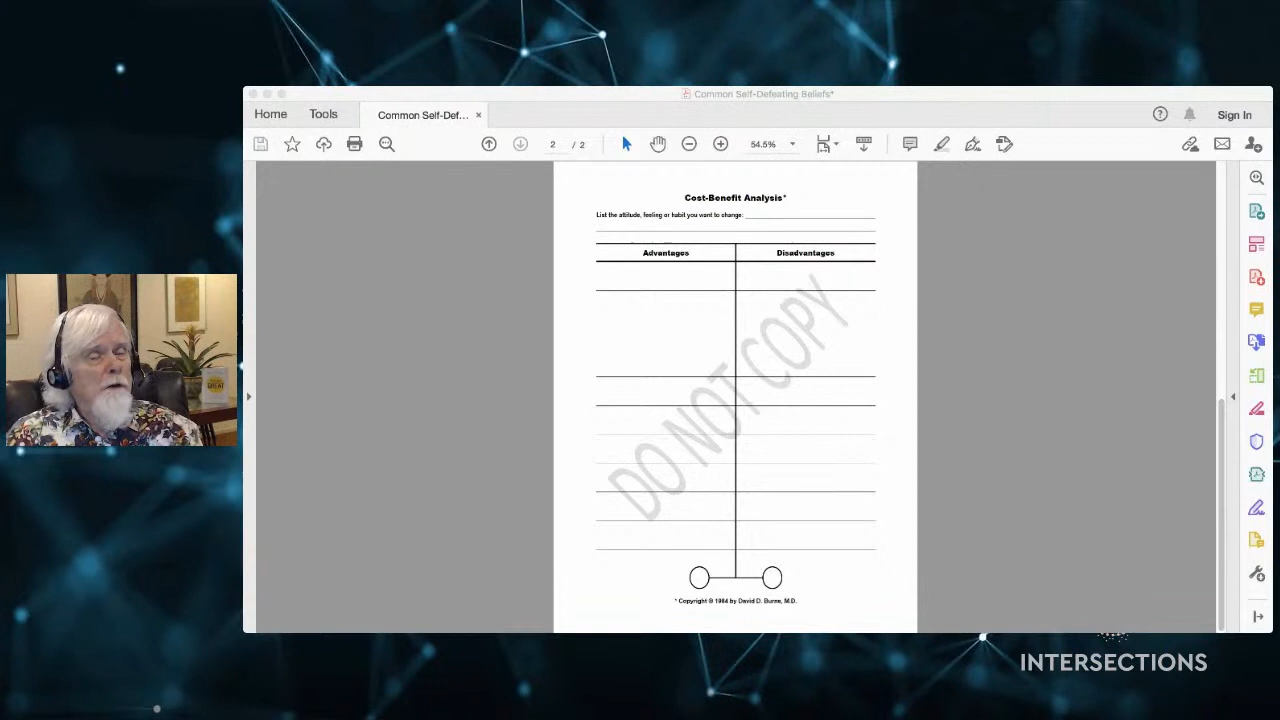 Common Self-Defeating Beliefs*
Home Tools Common Self-Def... × Sign In
2 / 2 54.5%
Cost-Benefit Analysis*
List the attitude, feeling or habit you want to change:
Advantages Disadvantages
DO NOT COPY
* Copyright © 1984 by David D. Burns, M.D.
INTERSECTIONS